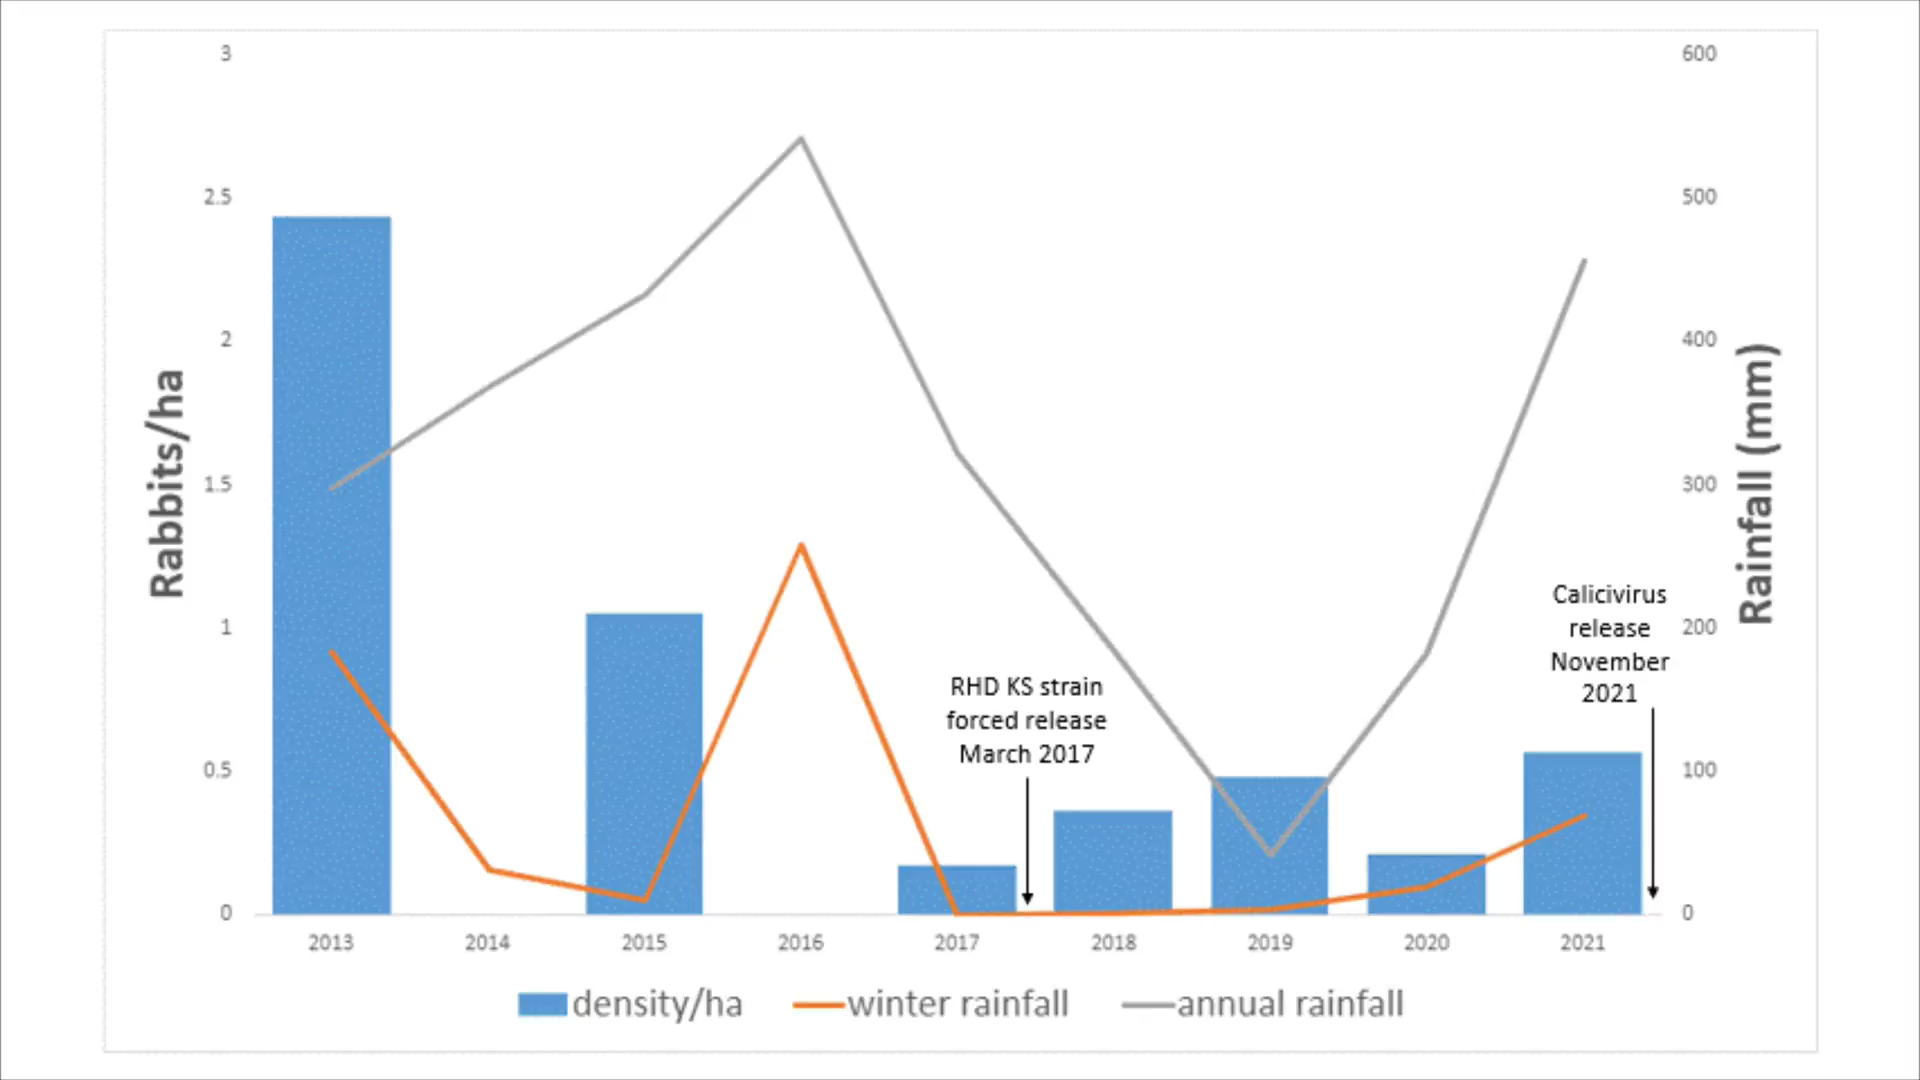 3
2.5
2
1.5
1
0.5
0
Rabbits/ha
600
500
400
300
200
100
0
Rainfall (mm)
RHD KS strain
forced release
March 2017
Calicivirus
release
November
2021
2013 2014 2015 2016 2017 2018 2019 2020 2021
density/ha winter rainfall annual rainfall